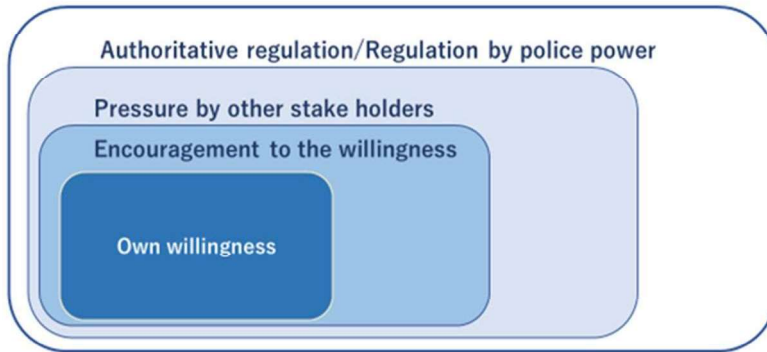 Authoritative regulation/Regulation by police power
Pressure by other stake holders
Encouragement to the willingness
Own willingness